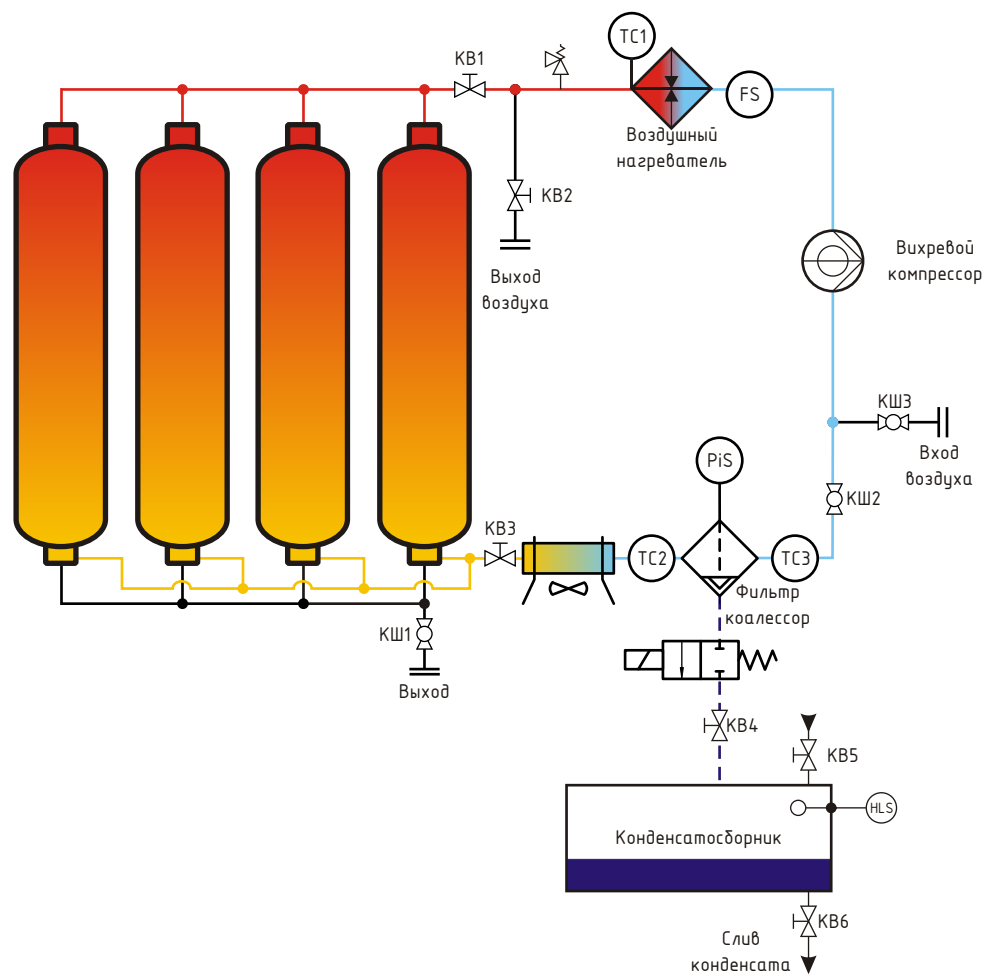 TC1
КВ1
FS
Воздушный
нагреватель
КВ2
Выход
воздуха
Вихревой
компрессор
КШ3
Вход
воздуха
PiS
КШ2
КВ3
TC2
TC3
Фильтр
коалессор
КШ1
Выход
КВ4
КВ5
HLS
Конденсатосборник
КВ6
Слив
конденсата